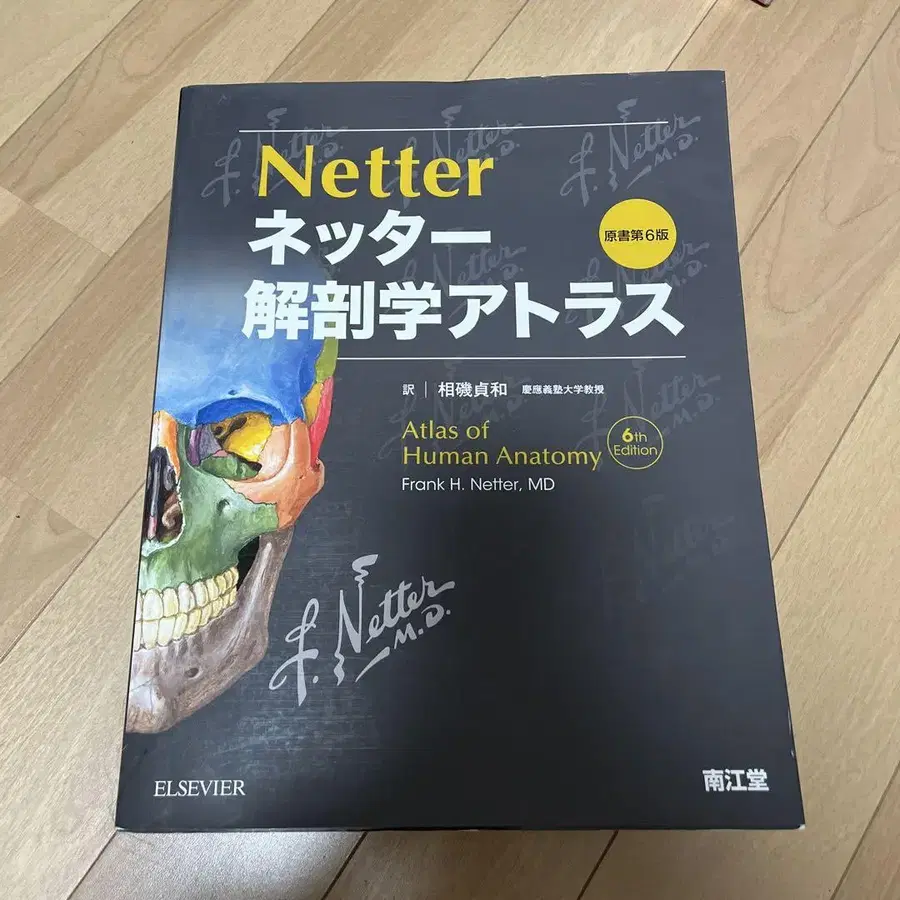 Netter
ネッター
解剖学アトラス
原書第6版
訳｜相磯貞和 慶應義塾大学教授
Atlas of
Human Anatomy
6th
Edition
Frank H. Netter, MD
F. Netter
M.D.
ELSEVIER
南江堂